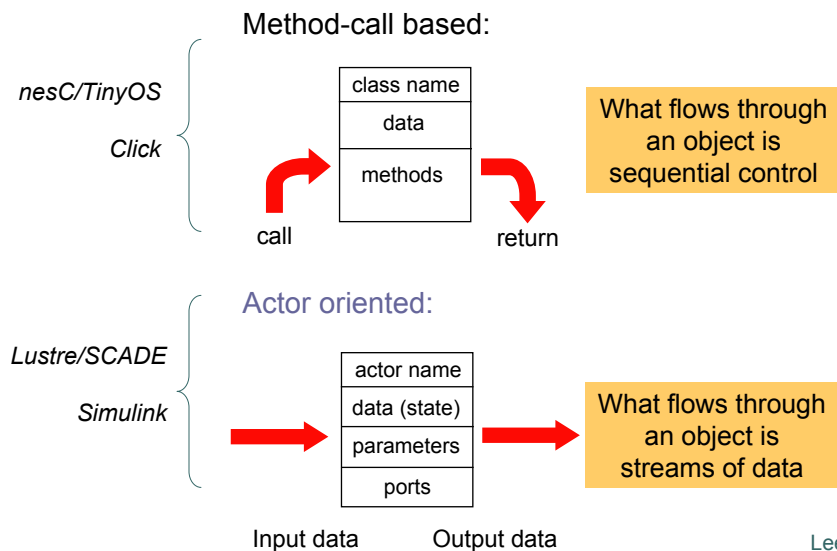 Method-call based:
nesC/TinyOS
Click
class name
data
methods
call
return
What flows through
an object is
sequential control
Actor oriented:
Lustre/SCADE
Simulink
actor name
data (state)
parameters
ports
Input data
Output data
What flows through
an object is
streams of data